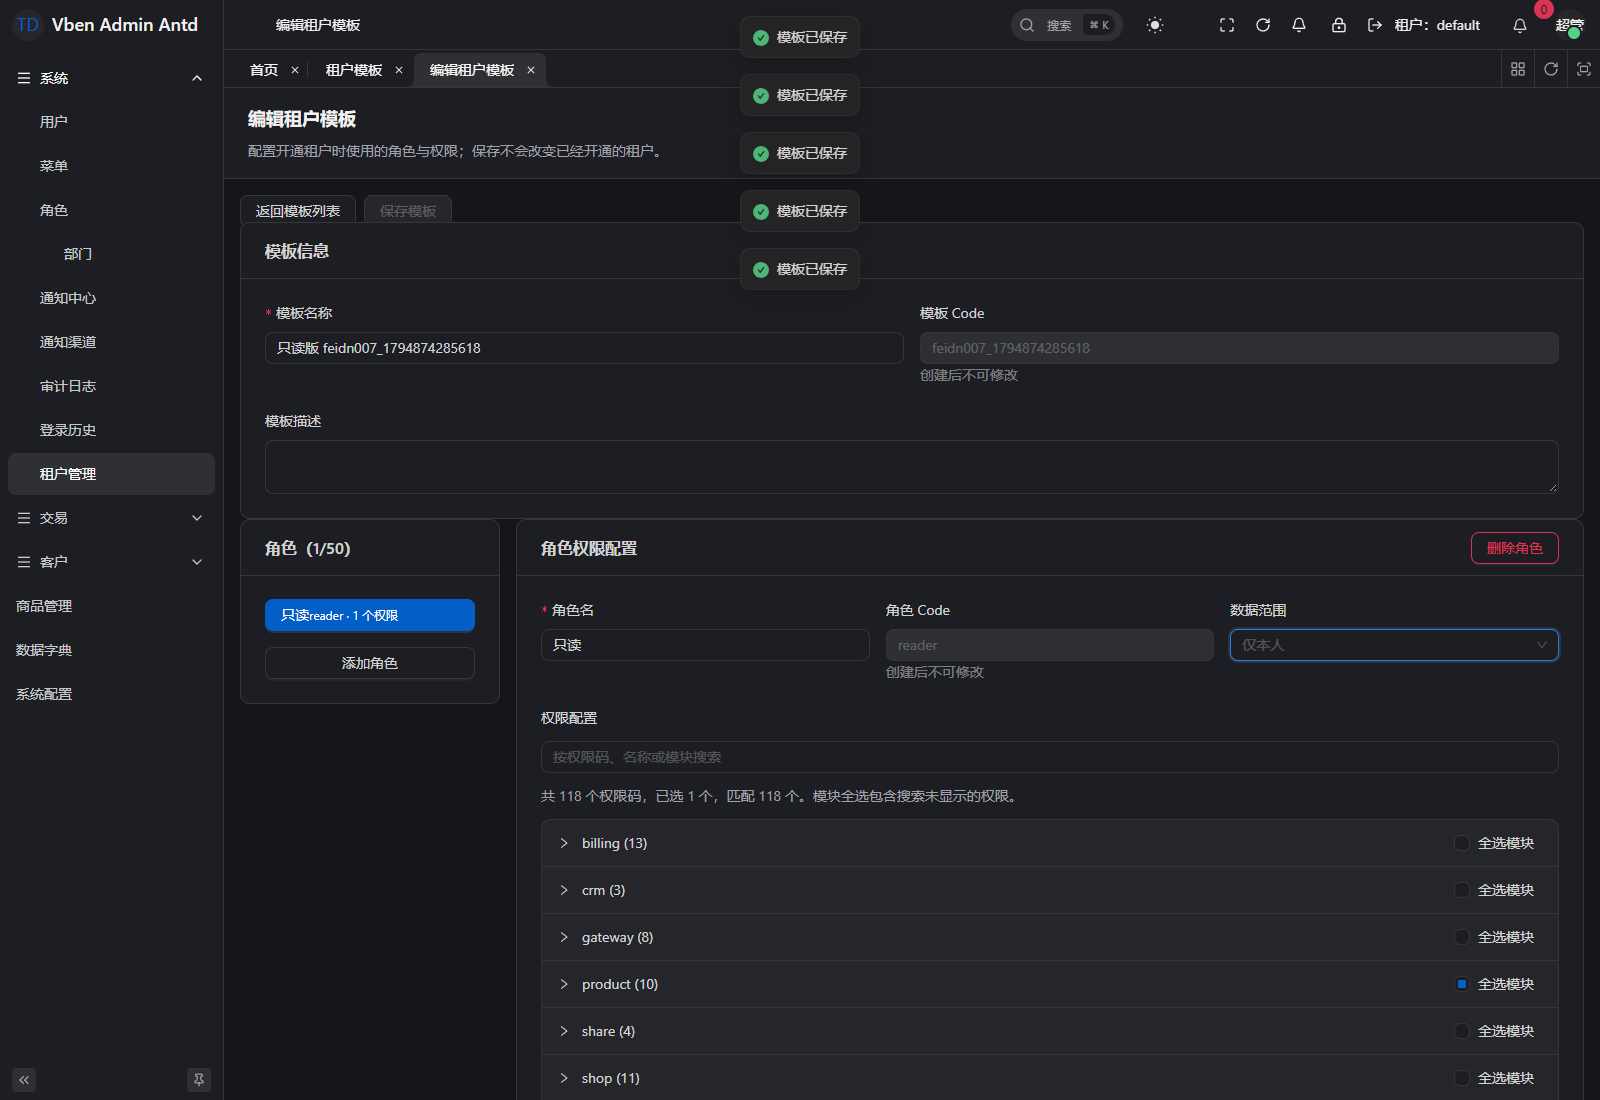 TD Vben Admin Antd
编辑租户模板
搜索 ⌘ K
租户：default
0
超管
模板已保存
模板已保存
模板已保存
模板已保存
模板已保存
系统
用户
菜单
角色
部门
通知中心
通知渠道
审计日志
登录历史
租户管理
交易
客户
商品管理
数据字典
系统配置
首页
租户模板
编辑租户模板
编辑租户模板
配置开通租户时使用的角色与权限；保存不会改变已经开通的租户。
返回模板列表 保存模板
模板信息
* 模板名称
只读版 feidn007_1794874285618
模板 Code
feidn007_1794874285618
创建后不可修改
模板描述
角色（1/50）
只读reader · 1 个权限
添加角色
角色权限配置
删除角色
* 角色名
只读
角色 Code
reader
创建后不可修改
数据范围
仅本人
权限配置
按权限码、名称或模块搜索
共 118 个权限码，已选 1 个，匹配 118 个。模块全选包含搜索未显示的权限。
billing (13) 全选模块
crm (3) 全选模块
gateway (8) 全选模块
product (10) 全选模块
share (4) 全选模块
shop (11) 全选模块